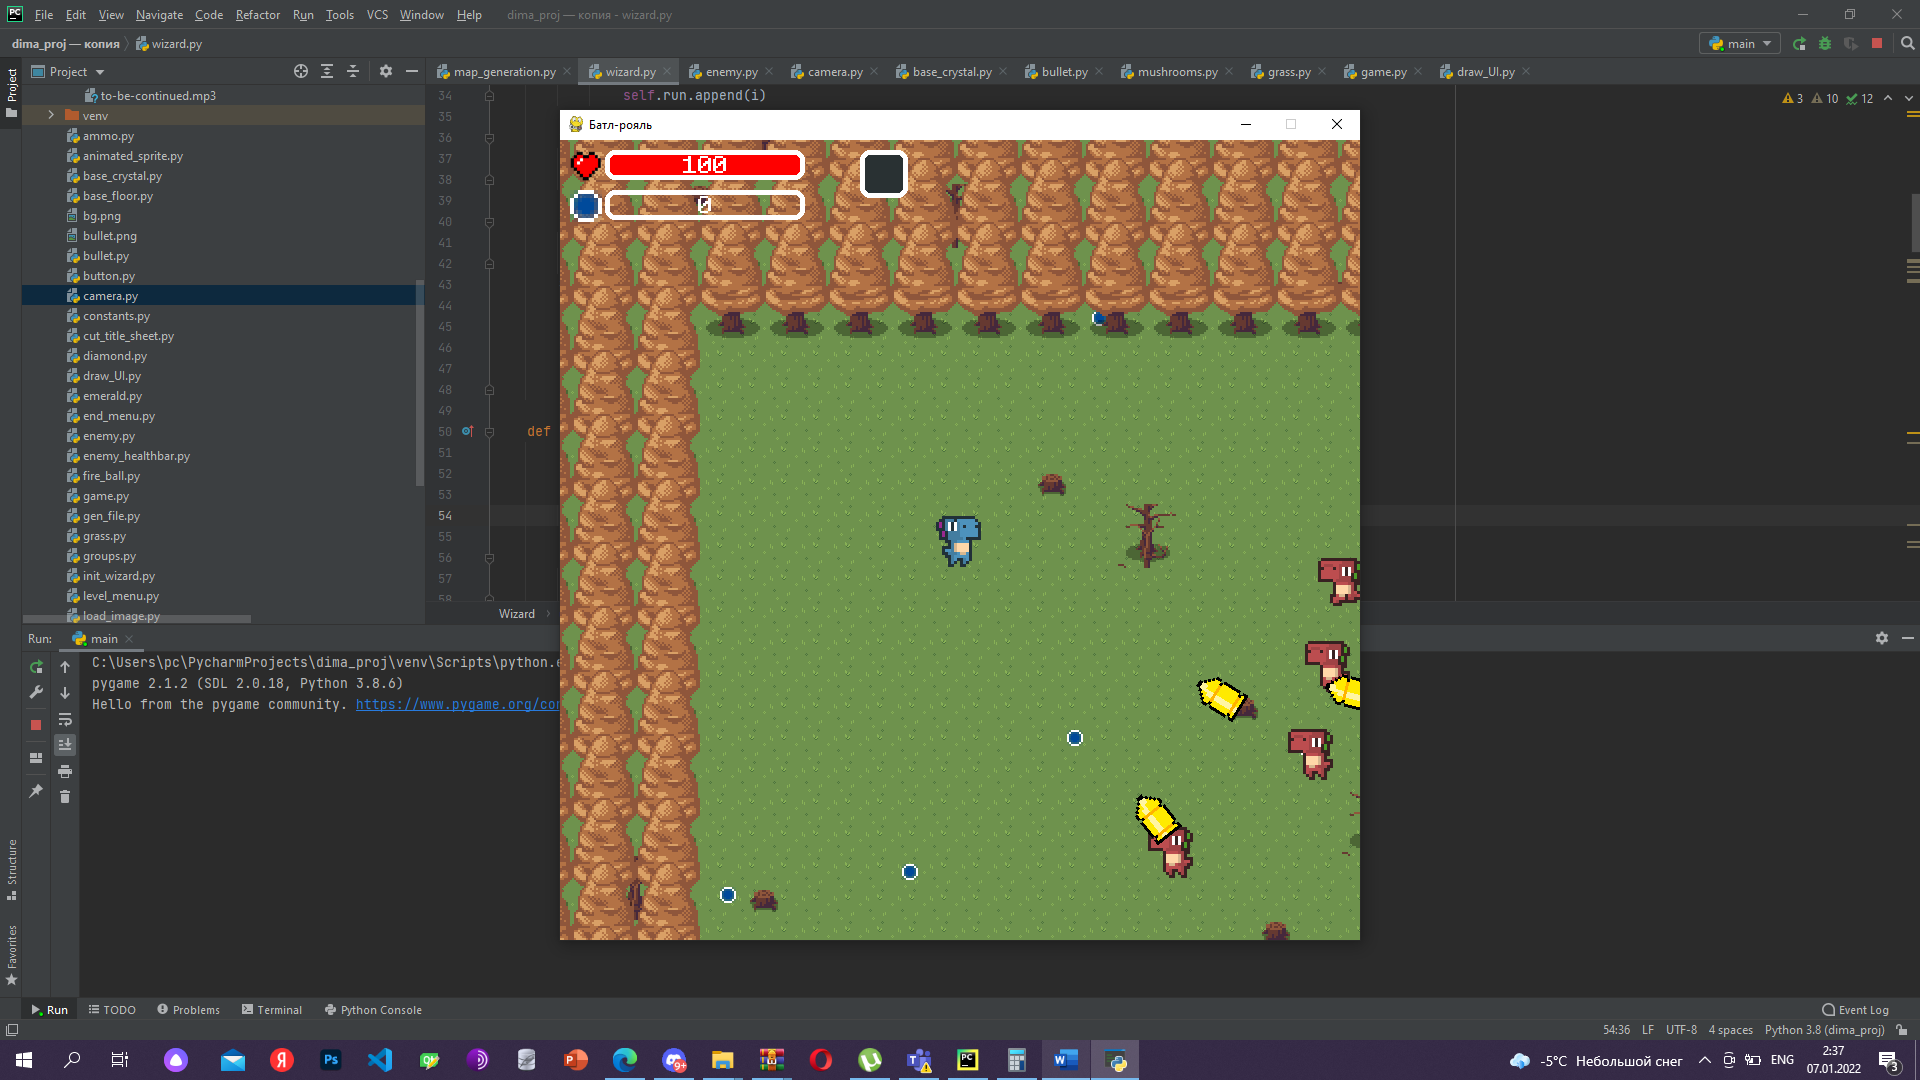 File Edit View Navigate Code Refactor Run Tools VCS Window Help dima_proj — копия - wizard.py
dima_proj — копия wizard.py main
Project
map_generation.py wizard.py enemy.py camera.py base_crystal.py bullet.py mushrooms.py grass.py game.py draw_UI.py
Project
to-be-continued.mp3
venv
ammo.py
animated_sprite.py
base_crystal.py
base_floor.py
bg.png
bullet.png
bullet.py
button.py
camera.py
constants.py
cut_title_sheet.py
diamond.py
draw_UI.py
emerald.py
end_menu.py
enemy.py
enemy_healthbar.py
fire_ball.py
game.py
gen_file.py
grass.py
groups.py
init_wizard.py
level_menu.py
load_image.py
34 self.run.append(i)
35
36
37
38
39
40
41
42
43
44
45
46
47
48
49
50 def
51
52
53
54
55
56
57
58
3 10 12
Wizard
Батл-рояль
100
0
Run: main
C:\Users\pc\PycharmProjects\dima_proj\venv\Scripts\python.e
pygame 2.1.2 (SDL 2.0.18, Python 3.8.6)
Hello from the pygame community. https://www.pygame.org/con
Structure
Favorites
Run TODO Problems Terminal Python Console Event Log
54:36 LF UTF-8 4 spaces Python 3.8 (dima_proj)
-5°C Небольшой снег ENG 2:37
07.01.2022
3